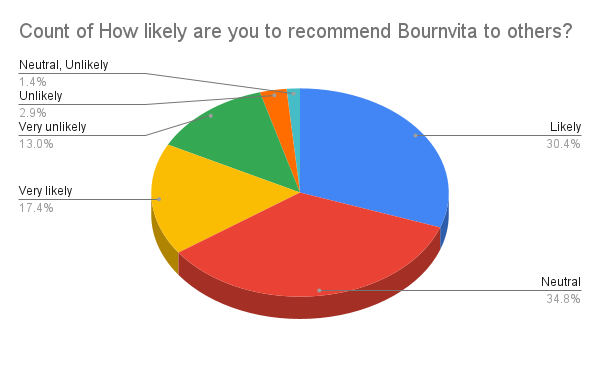 Count of How likely are you to recommend Bournvita to others?
Neutral, Unlikely
1.4%
Unlikely
2.9%
Very unlikely
13.0%
Very likely
17.4%
Likely
30.4%
Neutral
34.8%